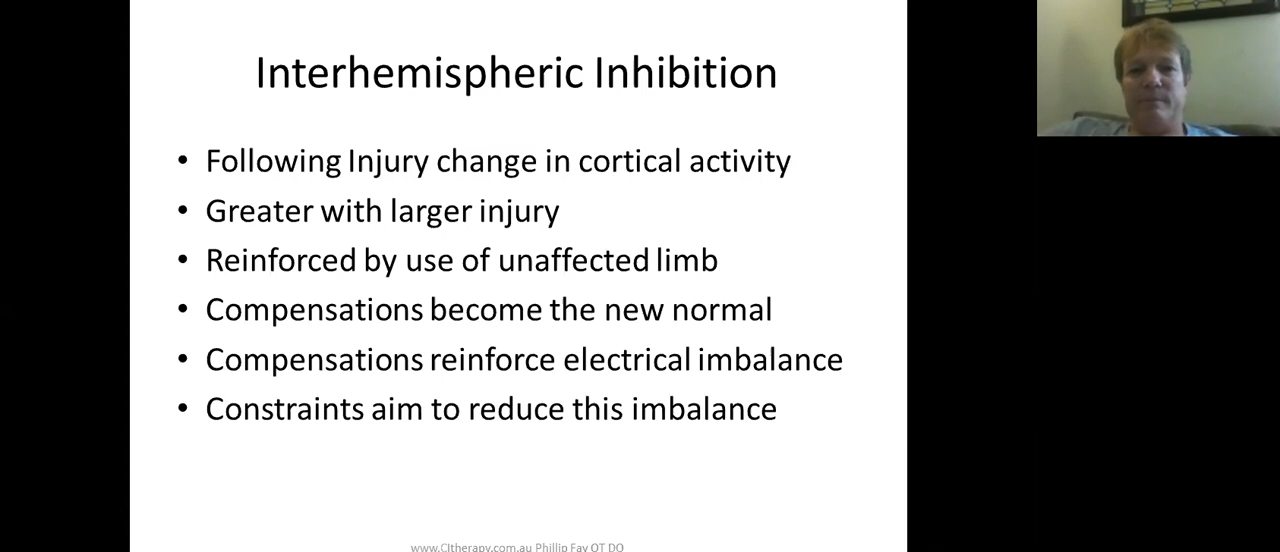 Interhemispheric Inhibition
• Following Injury change in cortical activity
• Greater with larger injury
• Reinforced by use of unaffected limb
• Compensations become the new normal
• Compensations reinforce electrical imbalance
• Constraints aim to reduce this imbalance
www.CItherapy.com.au Phillip Fay OT DO